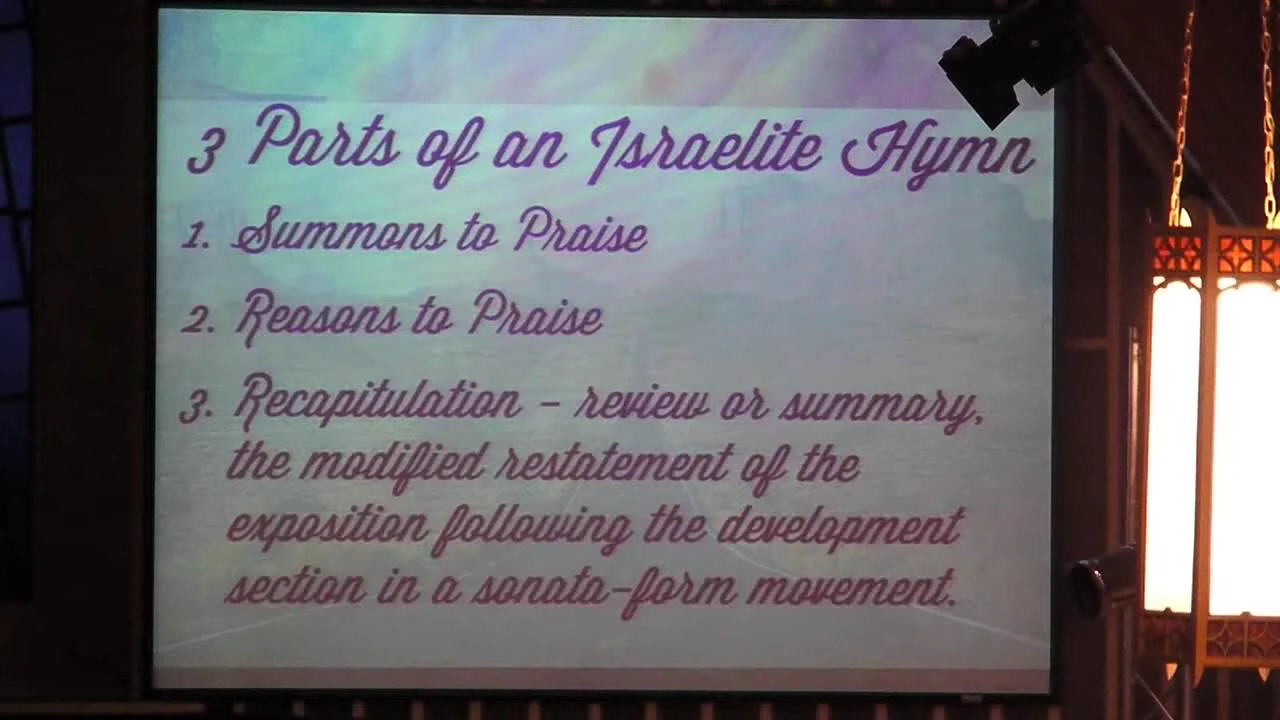 3 Parts of an Israelite Hymn
1. Summons to Praise
2. Reasons to Praise
3. Recapitulation - review or summary,
the modified restatement of the
exposition following the development
section in a sonata-form movement.